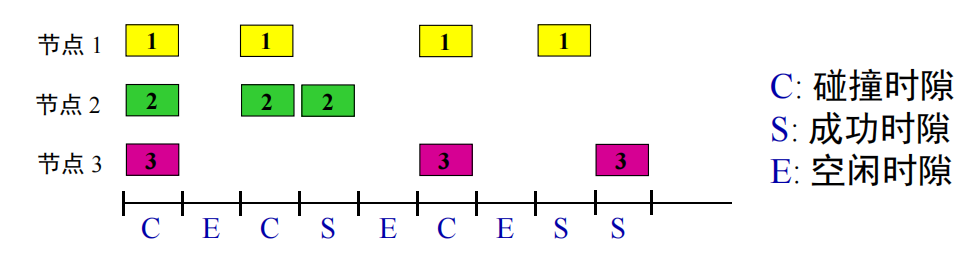 节点 1 1 1 1 1
节点 2 2 2 2
节点 3 3 3 3
C E C S E C E S S
C: 碰撞时隙
S: 成功时隙
E: 空闲时隙